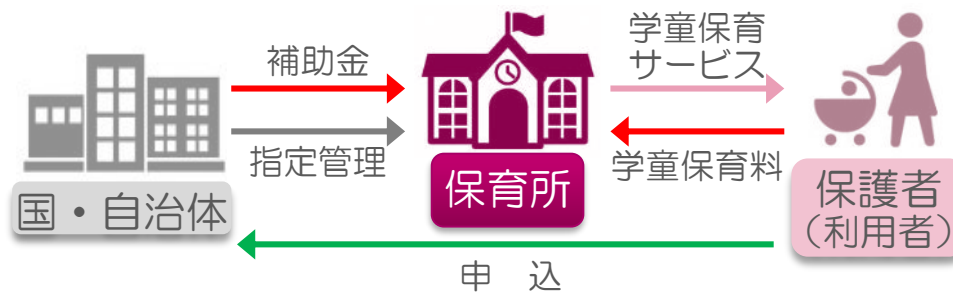 補助金
指定管理
国・自治体
保育所
学童保育
サービス
学童保育料
保護者
(利用者)
申 込